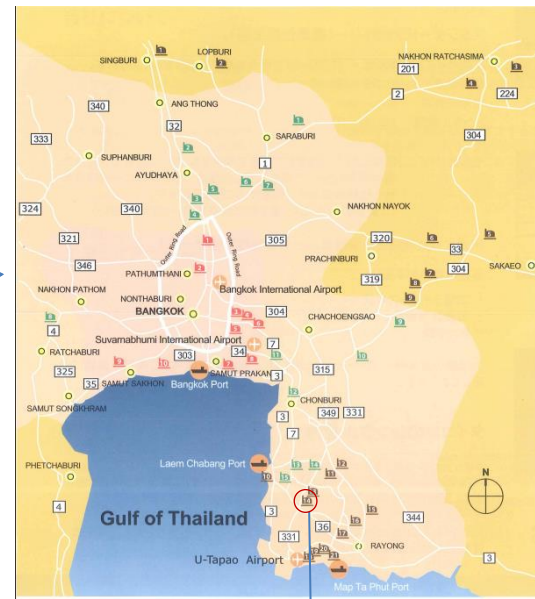 LOPBURI
SINGBURI
NAKHON RATCHASIMA
201
2
224
340
ANG THONG
32
333
304
SARABURI
1
SUPHANBURI
AYUDHAYA
324
340
NAKHON NAYOK
Outer Ring Road
Outer Ring Road
321
305
320
33
346
PRACHINBURI
304
SAKAEO
PATHUMTHANI
319
Bangkok International Airport
NAKHON PATHOM
NONTHABURI
BANGKOK
304
CHACHOENGSAO
4
Suvarnabhumi International Airport
7
RATCHABURI
303
34
325
SAMUT PRAKAN
3
315
35
SAMUT SAKHON
Bangkok Port
SAMUT SONGKHRAM
CHONBURI
3
349
331
7
PHETCHABURI
Laem Chabang Port
N
4
3
Gulf of Thailand
36
344
331
RAYONG
U-Tapao Airport
3
Map Ta Phut Port